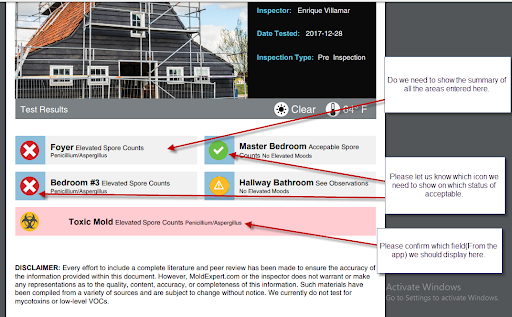 Inspector: Enrique Villamar
Date Tested: 2017-12-28
Inspection Type: Pre Inspection
Test Results
Clear
64° F
Do we need to show the summary of
all the areas entered here.
Foyer Elevated Spore Counts
Penicillium/Aspergillus
Master Bedroom Accepable Spore
Counts No Elevated Moods
Please let us know which icon we
need to show on which status of
acceptable.
Bedroom #3 Elevated Spore Counts
Penicillium/Aspergillus
Hallway Bathroom See Observations
No Elevated Moods
Toxic Mold Elevated Spore Counts Penicillium/Aspergillus
Please confirm which field(From the
app) we should display here.
DISCLAIMER: Every effort to include a complete literature and peer review has been made to ensure the accuracy of
the information provided within this document. However, MoldExpert.com or the inspector does not warrant or make
any representations as to the quality, content, accuracy, or completeness of this information. Such materials have
been compiled from a variety of sources and are subject to change without notice. We currently do not test for
mycotoxins or low-level VOCs.
Activate Windows
Go to Settings to activate Windows.